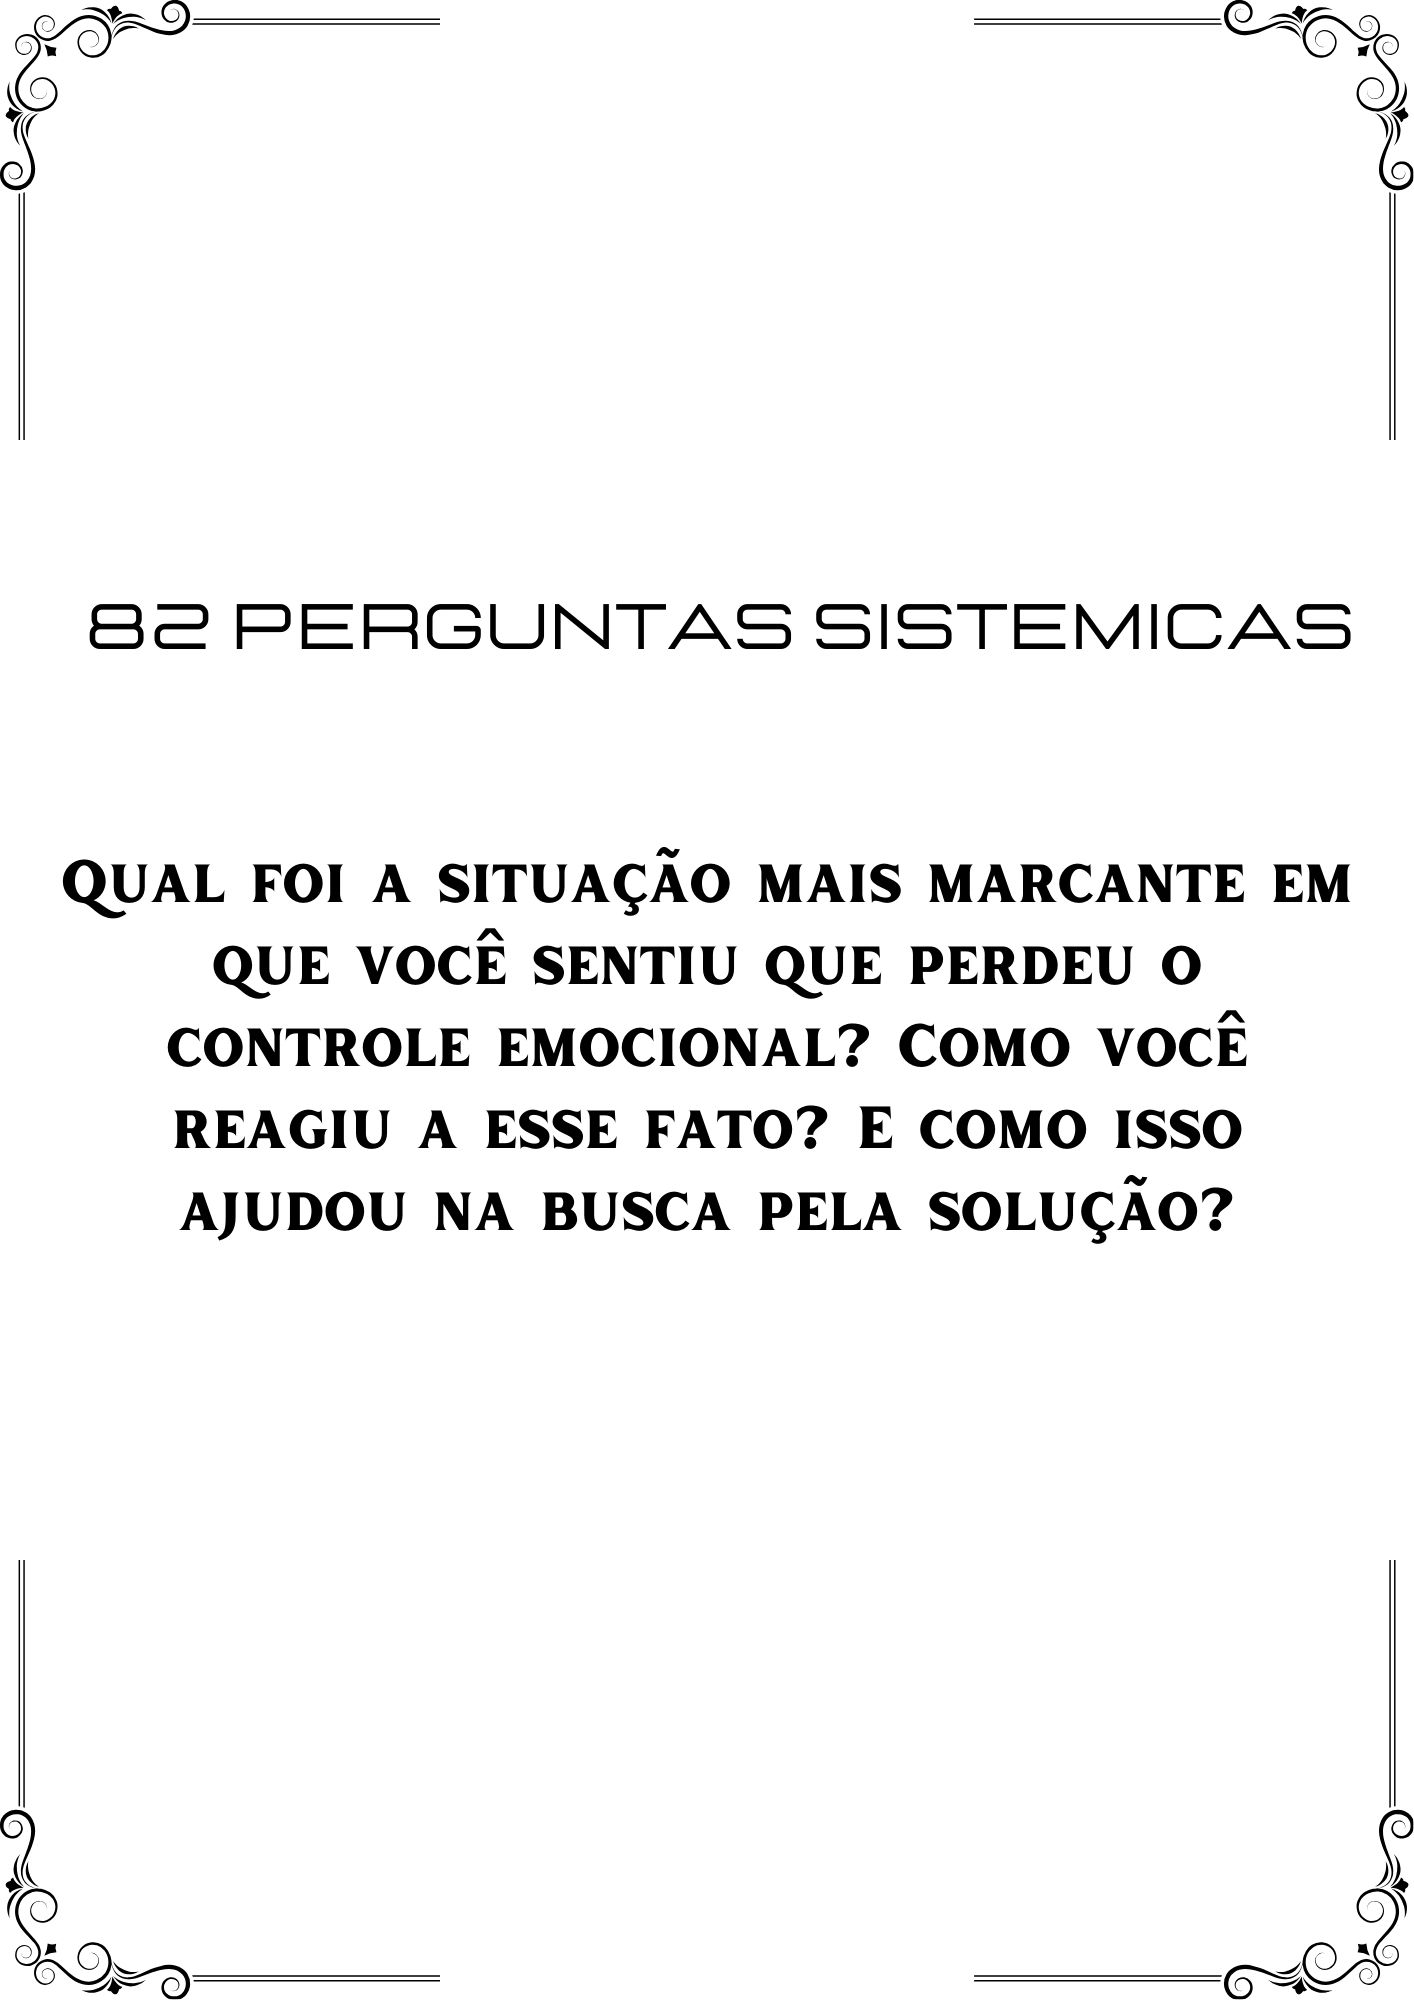 82 PERGUNTAS SISTEMICAS
Qual foi a situação mais marcante em
que você sentiu que perdeu o
controle emocional? Como você
reagiu a esse fato? E como isso
ajudou na busca pela solução?